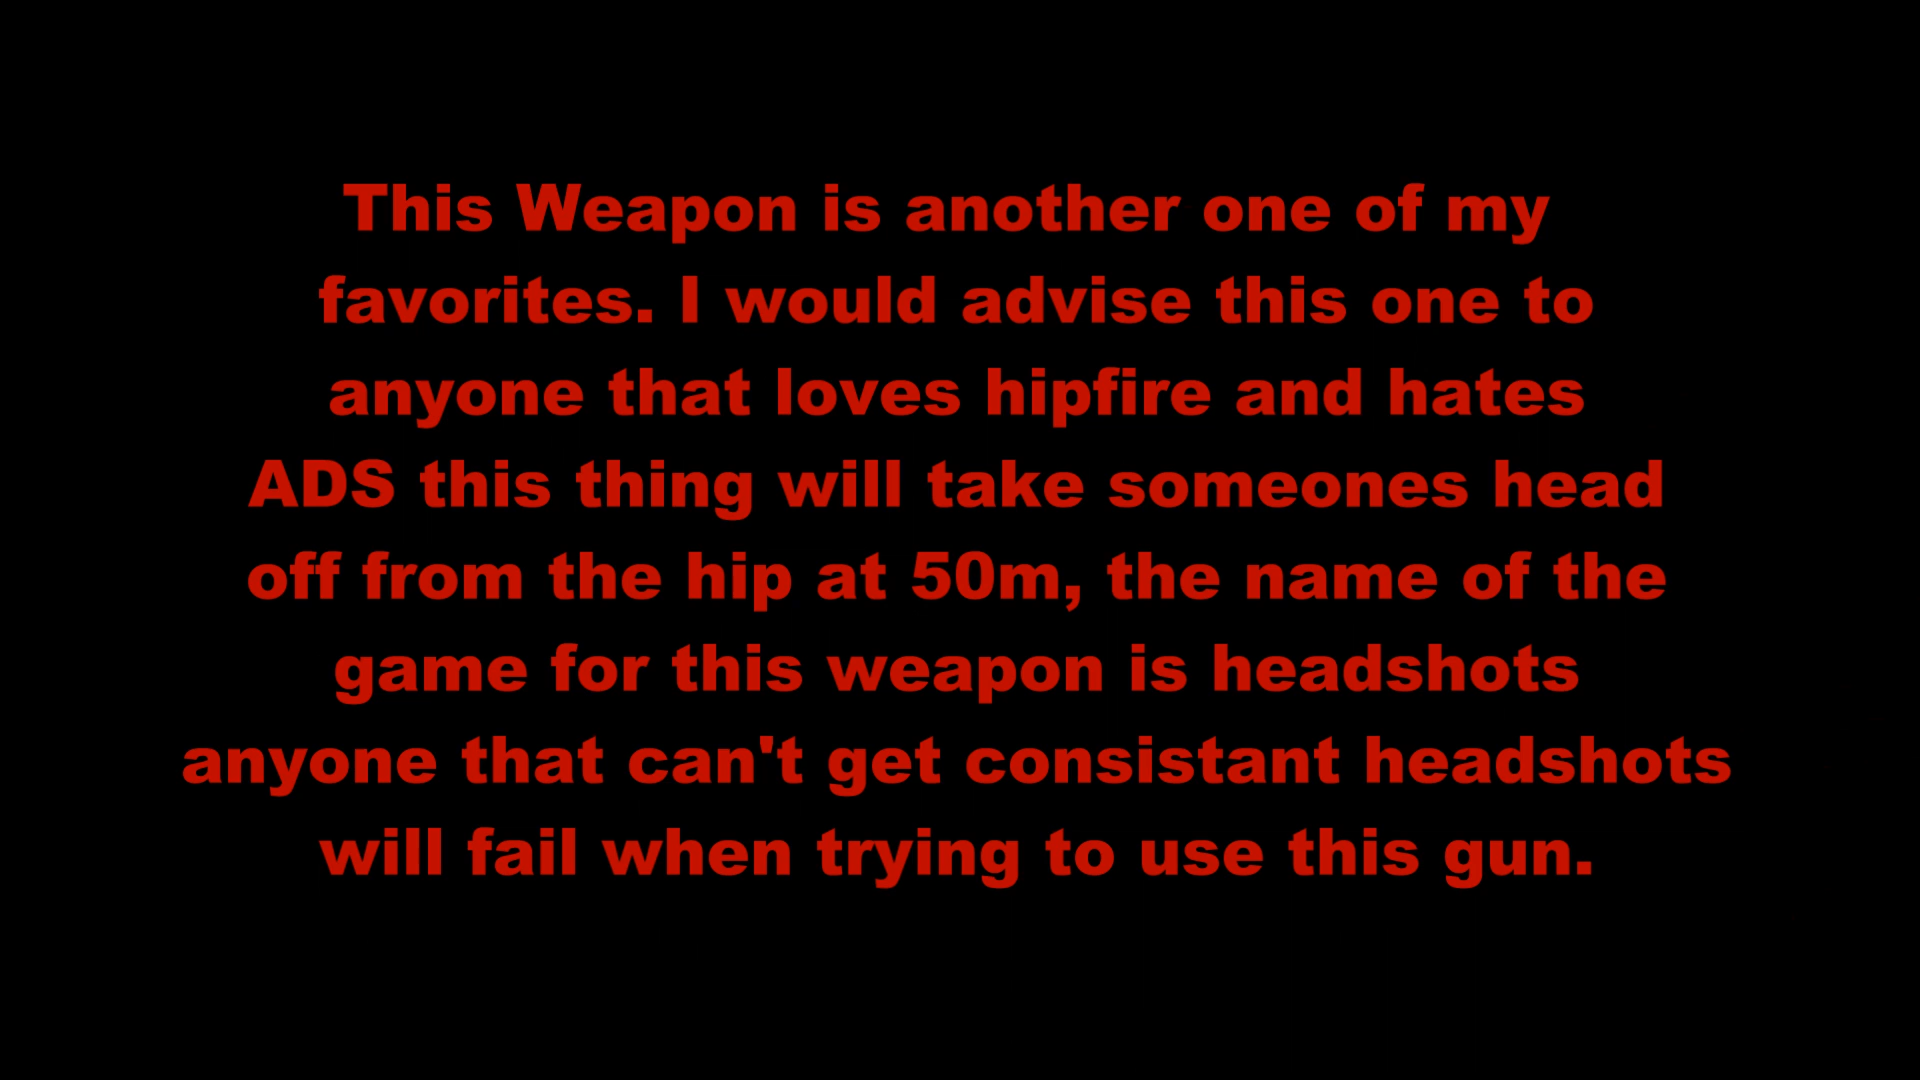 This Weapon is another one of my
favorites. I would advise this one to
anyone that loves hipfire and hates
ADS this thing will take someones head
off from the hip at 50m, the name of the
game for this weapon is headshots
anyone that can't get consistant headshots
will fail when trying to use this gun.